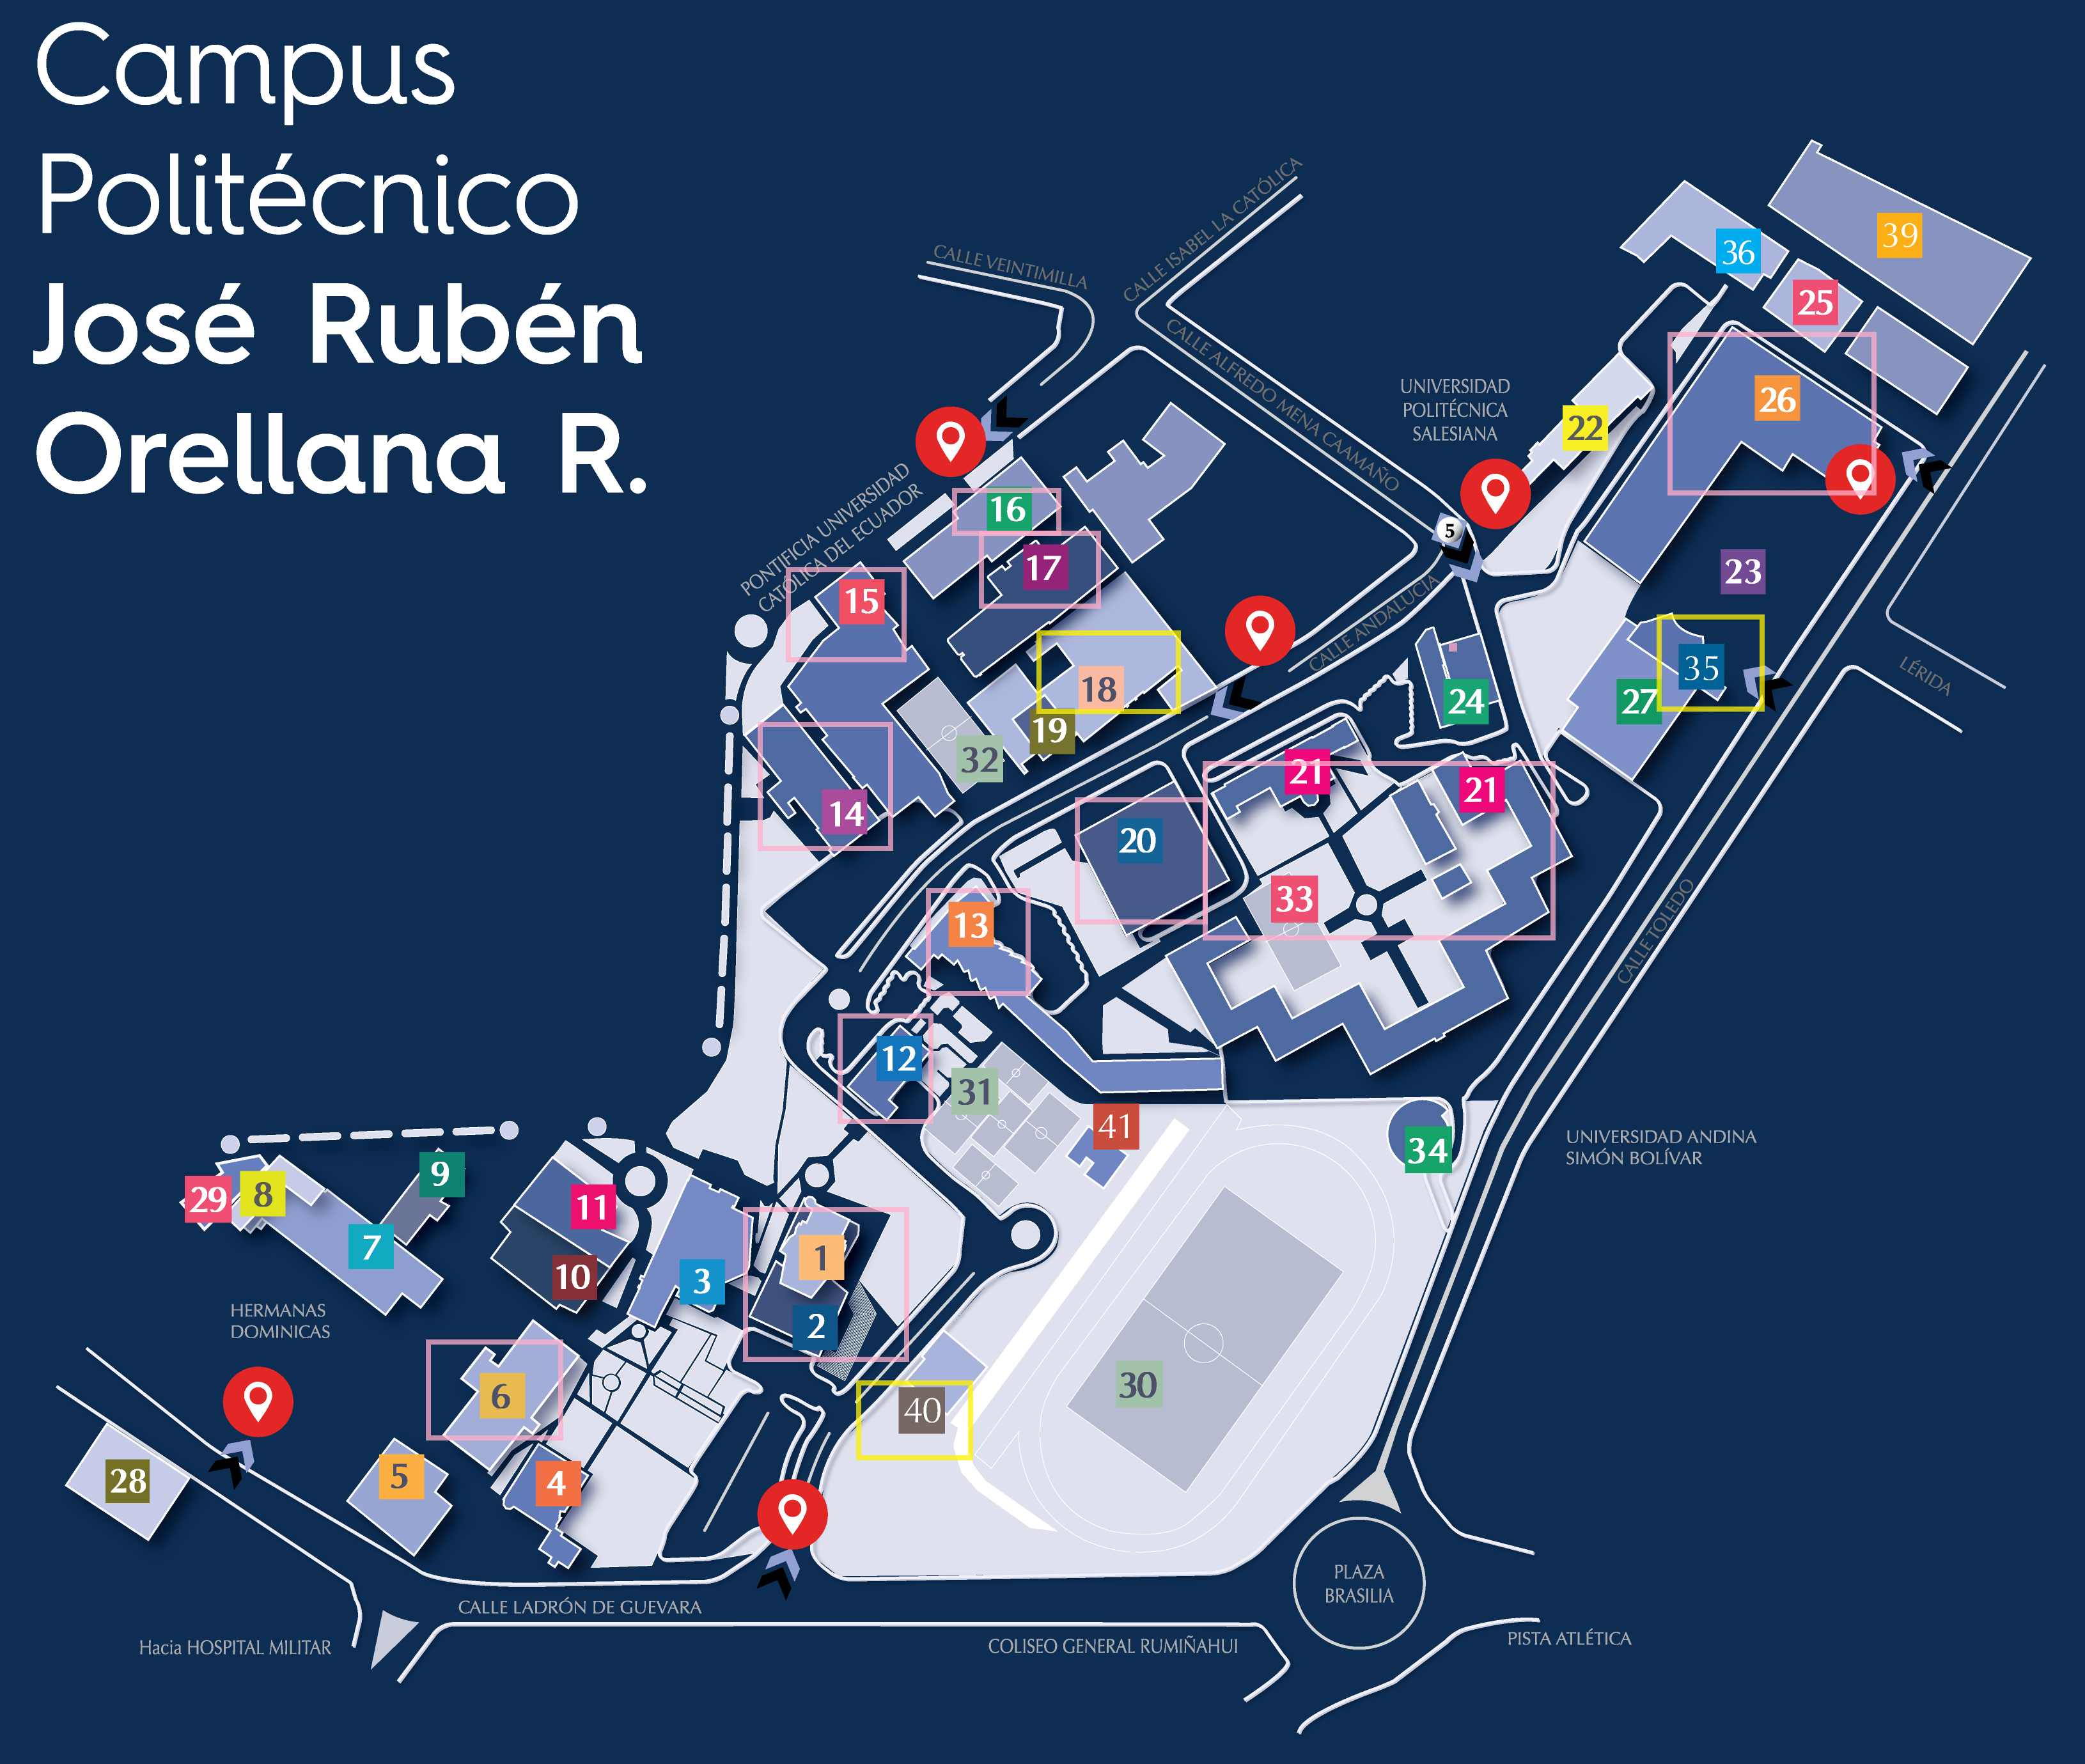 Campus
Politécnico
José Rubén
Orellana R.
CALLE VEINTIMILLA
CALLE ISABEL LA CATÓLICA
CALLE ALFREDO MENA CAAMAÑO
UNIVERSIDAD
POLITÉCNICA
SALESIANA
36
39
25
26
22
PONTIFICIA UNIVERSIDAD
CATÓLICA DEL ECUADOR
16
17
5
23
15
CALLE ANDALUCÍA
18
19
24
27
35
LÉRIDA
32
14
21
21
20
33
13
CALLE TOLEDO
12
31
41
34
UNIVERSIDAD ANDINA
SIMÓN BOLÍVAR
9
29
8
7
11
10
3
1
2
HERMANAS
DOMINICAS
6
40
30
28
5
4
PLAZA
BRASILIA
CALLE LADRÓN DE GUEVARA
Hacia HOSPITAL MILITAR
COLISEO GENERAL RUMIÑAHUI
PISTA ATLÉTICA